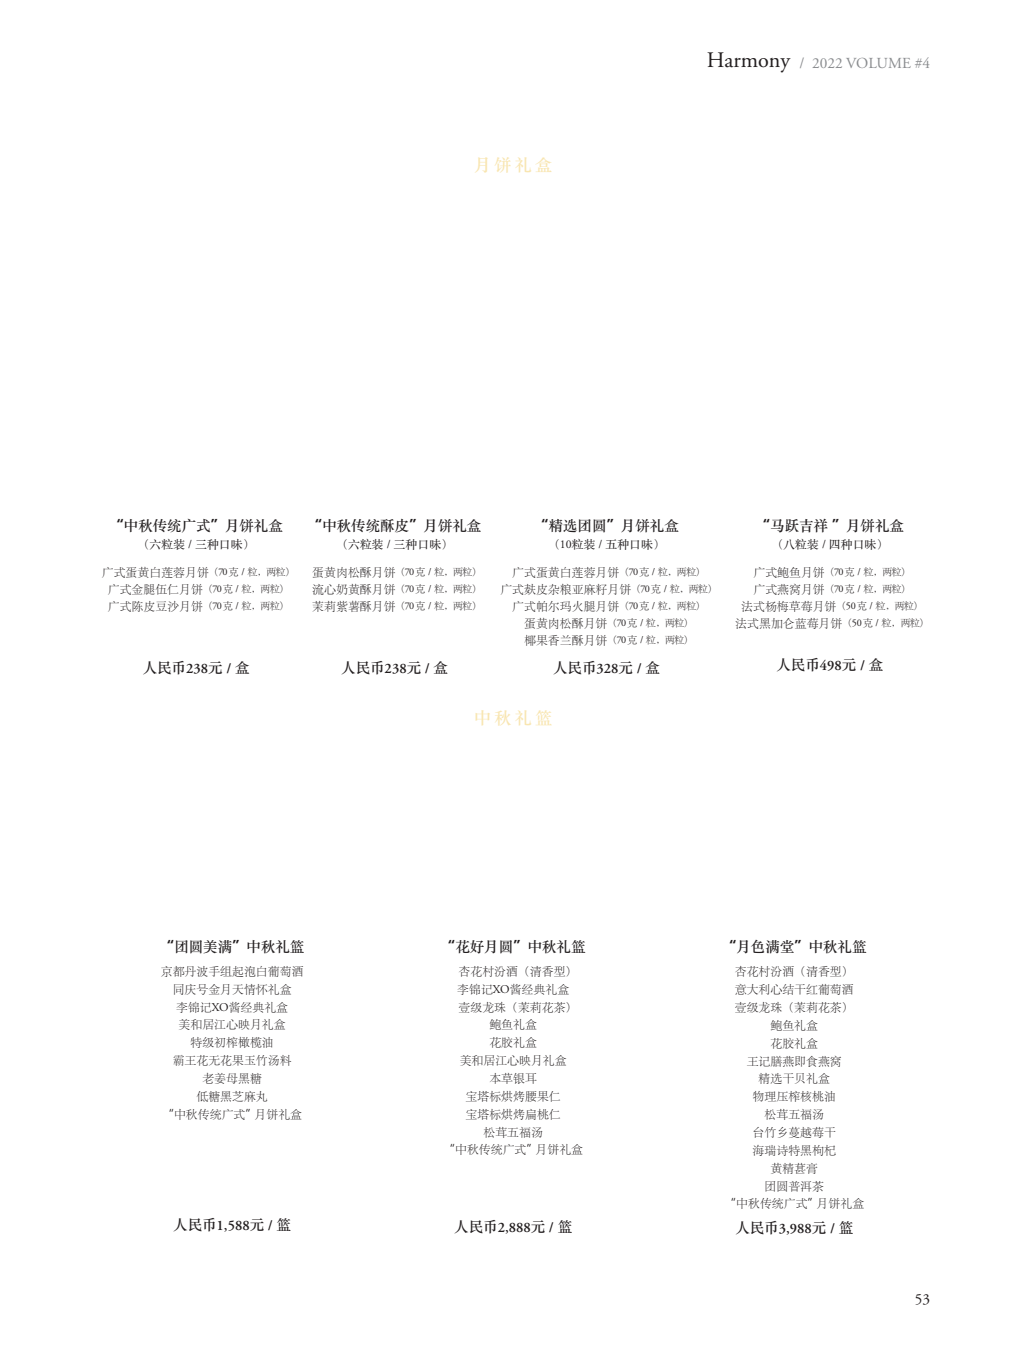 Harmony / 2022 VOLUME #4
月饼礼盒
“中秋传统广式”月饼礼盒
（六粒装 / 三种口味）
广式蛋黄白莲蓉月饼（70克 / 粒，两粒）
广式金腿伍仁月饼（70克 / 粒，两粒）
广式陈皮豆沙月饼（70克 / 粒，两粒）
人民币238元 / 盒
“中秋传统酥皮”月饼礼盒
（六粒装 / 三种口味）
蛋黄肉松酥月饼（70克 / 粒，两粒）
流心奶黄酥月饼（70克 / 粒，两粒）
茉莉紫薯酥月饼（70克 / 粒，两粒）
人民币238元 / 盒
“精选团圆”月饼礼盒
（10粒装 / 五种口味）
广式蛋黄白莲蓉月饼（70克 / 粒，两粒）
广式麸皮杂粮亚麻籽月饼（70克 / 粒，两粒）
广式帕尔玛火腿月饼（70克 / 粒，两粒）
蛋黄肉松酥月饼（70克 / 粒，两粒）
椰果香兰酥月饼（70克 / 粒，两粒）
人民币328元 / 盒
“马跃吉祥 ”月饼礼盒
（八粒装 / 四种口味）
广式鲍鱼月饼（70克 / 粒，两粒）
广式燕窝月饼（70克 / 粒，两粒）
法式杨梅草莓月饼（50克 / 粒，两粒）
法式黑加仑蓝莓月饼（50克 / 粒，两粒）
人民币498元 / 盒
中秋礼篮
“团圆美满”中秋礼篮
京都丹波手组起泡白葡萄酒
同庆号金月天情怀礼盒
李锦记XO酱经典礼盒
美和居江心映月礼盒
特级初榨橄榄油
霸王花无花果玉竹汤料
老姜母黑糖
低糖黑芝麻丸
“中秋传统广式”月饼礼盒
人民币1,588元 / 篮
“花好月圆”中秋礼篮
杏花村汾酒（清香型）
李锦记XO酱经典礼盒
壹级龙珠（茉莉花茶）
鲍鱼礼盒
花胶礼盒
美和居江心映月礼盒
本草银耳
宝塔标烘烤腰果仁
宝塔标烘烤扁桃仁
松茸五福汤
“中秋传统广式”月饼礼盒
人民币2,888元 / 篮
“月色满堂”中秋礼篮
杏花村汾酒（清香型）
意大利心结干红葡萄酒
壹级龙珠（茉莉花茶）
鲍鱼礼盒
花胶礼盒
王记膳燕即食燕窝
精选干贝礼盒
物理压榨核桃油
松茸五福汤
台竹乡蔓越莓干
海瑞诗特黑枸杞
黄精葚膏
团圆普洱茶
“中秋传统广式”月饼礼盒
人民币3,988元 / 篮
53